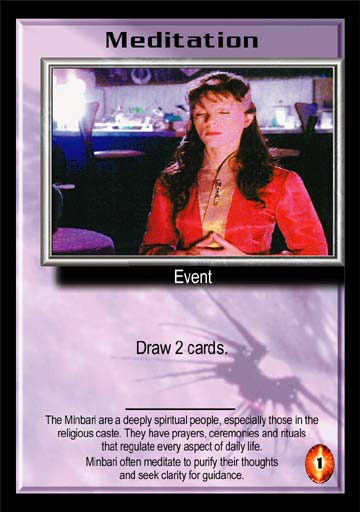 Meditation
Event
Draw 2 cards.
The Minbari are a deeply spiritual people, especially those in the
religious caste. They have prayers, ceremonies and rituals
that regulate every aspect of daily life.
Minbari often meditate to purify their thoughts
and seek clarity for guidance.
1